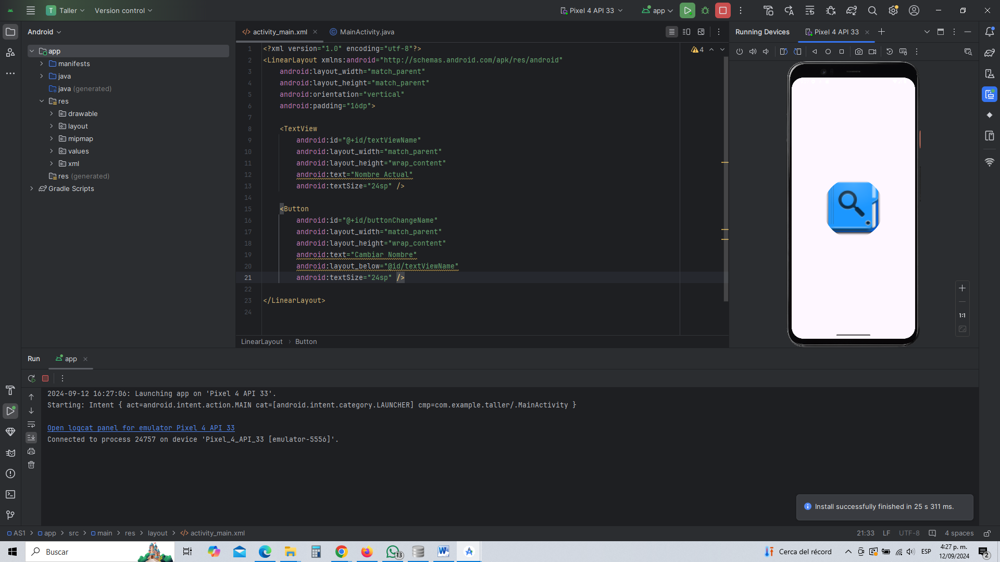 T Taller Version control Pixel 4 API 33 app
Android
activity_main.xml MainActivity.java
Running Devices Pixel 4 API 33
app
manifests
java
java (generated)
res
drawable
layout
mipmap
values
xml
res (generated)
Gradle Scripts
4
1 <?xml version="1.0" encoding="utf-8"?>
2 <LinearLayout xmlns:android="http://schemas.android.com/apk/res/android"
3 android:layout_width="match_parent"
4 android:layout_height="match_parent"
5 android:orientation="vertical"
6 android:padding="16dp">
7
8 <TextView
9 android:id="@+id/textViewName"
10 android:layout_width="match_parent"
11 android:layout_height="wrap_content"
12 android:text="Nombre Actual"
13 android:textSize="24sp" />
14
15 <Button
16 android:id="@+id/buttonChangeName"
17 android:layout_width="match_parent"
18 android:layout_height="wrap_content"
19 android:text="Cambiar Nombre"
20 android:layout_below="@id/textViewName"
21 android:textSize="24sp" />
22
23 </LinearLayout>
24
1:1
LinearLayout > Button
Run app
2024-09-12 16:27:06: Launching app on 'Pixel 4 API 33'.
Starting: Intent { act=android.intent.action.MAIN cat=[android.intent.category.LAUNCHER] cmp=com.example.taller/.MainActivity }
Open logcat panel for emulator Pixel 4 API 33
Connected to process 24757 on device 'Pixel_4_API_33 [emulator-5556]'.
Install successfully finished in 25 s 311 ms.
AS1 > app > src > main > res > layout > activity_main.xml
21:33 LF UTF-8 4 spaces
Buscar
13
Cerca del récord
ESP
4:27 p. m.
12/09/2024
2